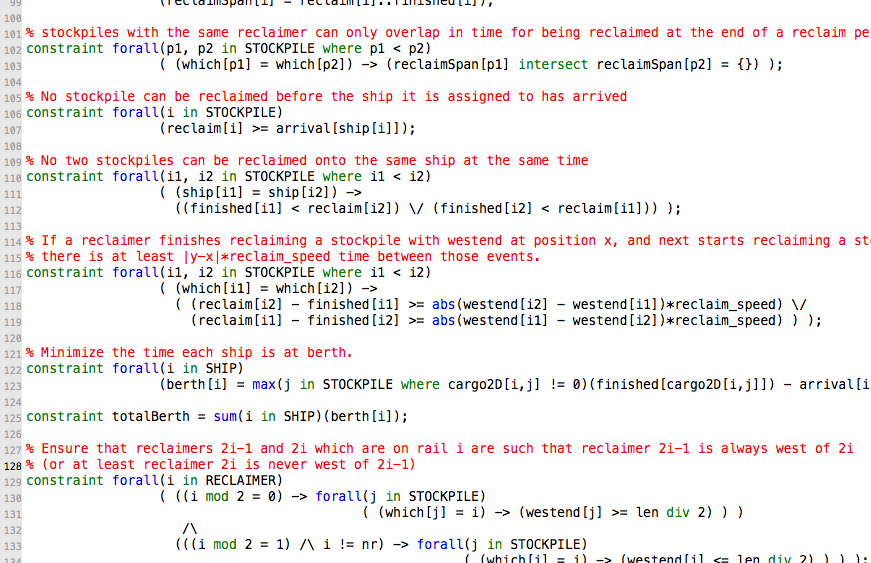 99 (reclaimSpan[i] = reclaim[i]..finished[i]);
100
101 % stockpiles with the same reclaimer can only overlap in time for being reclaimed at the end of a reclaim pe
102 constraint forall(p1, p2 in STOCKPILE where p1 < p2)
103 ( (which[p1] = which[p2]) -> (reclaimSpan[p1] intersect reclaimSpan[p2] = {}) );
104
105 % No stockpile can be reclaimed before the ship it is assigned to has arrived
106 constraint forall(i in STOCKPILE)
107 (reclaim[i] >= arrival[ship[i]]);
108
109 % No two stockpiles can be reclaimed onto the same ship at the same time
110 constraint forall(i1, i2 in STOCKPILE where i1 < i2)
111 ( (ship[i1] = ship[i2]) ->
112 ((finished[i1] < reclaim[i2]) \/ (finished[i2] < reclaim[i1])) );
113
114 % If a reclaimer finishes reclaiming a stockpile with westend at position x, and next starts reclaiming a sto
115 % there is at least |y-x|*reclaim_speed time between those events.
116 constraint forall(i1, i2 in STOCKPILE where i1 < i2)
117 ( (which[i1] = which[i2]) ->
118 ( (reclaim[i2] - finished[i1] >= abs(westend[i2] - westend[i1])*reclaim_speed) \/
119 (reclaim[i1] - finished[i2] >= abs(westend[i1] - westend[i2])*reclaim_speed) ) );
120
121 % Minimize the time each ship is at berth.
122 constraint forall(i in SHIP)
123 (berth[i] = max(j in STOCKPILE where cargo2D[i,j] != 0)(finished[cargo2D[i,j]]) - arrival[i
124
125 constraint totalBerth = sum(i in SHIP)(berth[i]);
126
127 % Ensure that reclaimers 2i-1 and 2i which are on rail i are such that reclaimer 2i-1 is always west of 2i
128 % (or at least reclaimer 2i is never west of 2i-1)
129 constraint forall(i in RECLAIMER)
130 ( ((i mod 2 = 0) -> forall(j in STOCKPILE)
131 ( (which[j] = i) -> (westend[j] >= len div 2) ) )
132 /\
133 (((i mod 2 = 1) /\ i != nr) -> forall(j in STOCKPILE)
134 ( (which[j] = i) -> (westend[j] <= len div 2) ) ) );